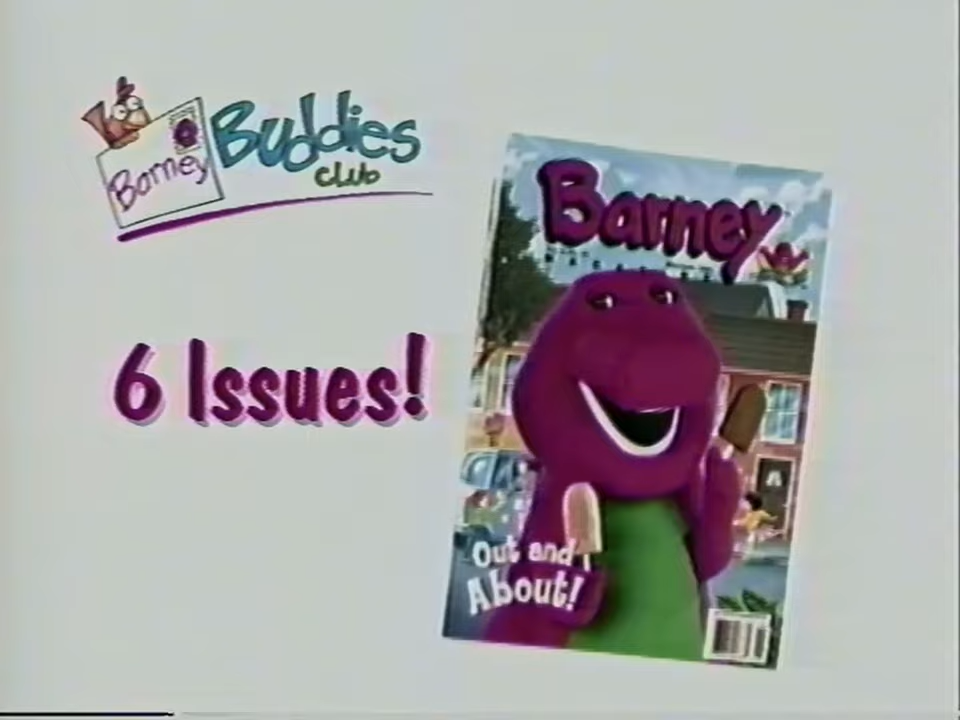 Barney
Buddies
Club
6 Issues!
Barney
Out and
About!